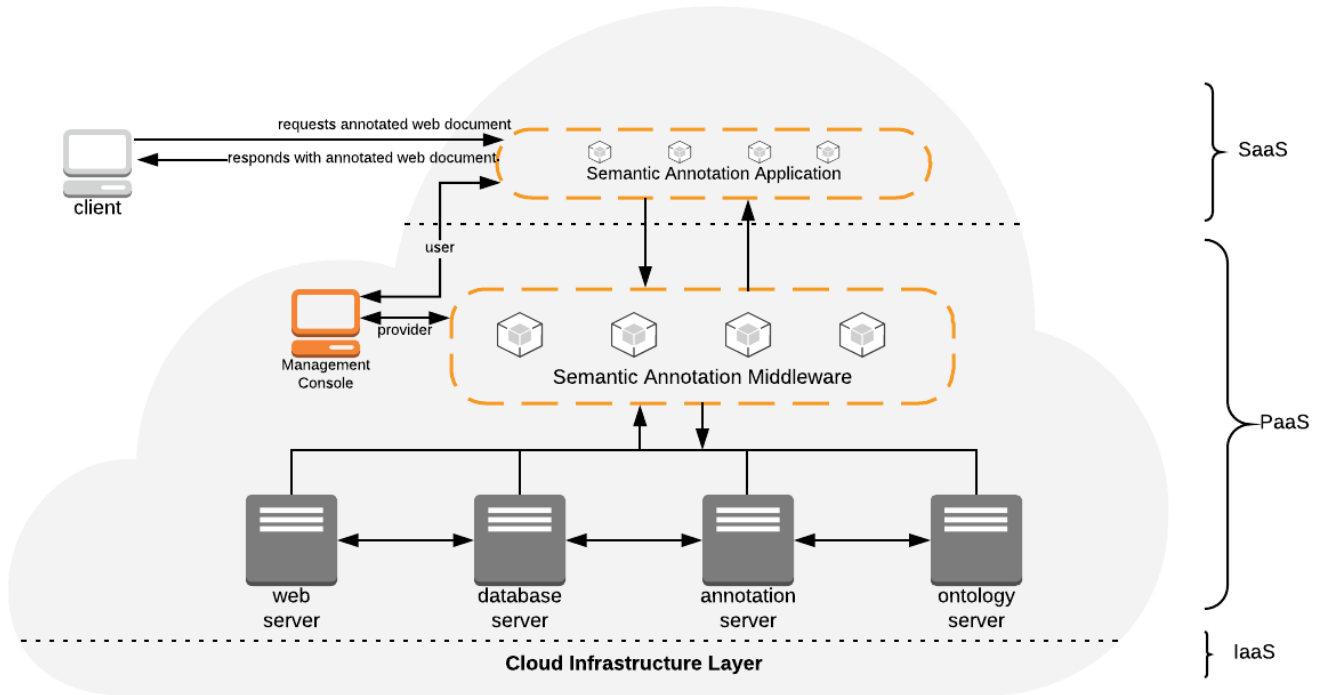 requests annotated web document
responds with annotated web document
client
Semantic Annotation Application
SaaS
user
provider
Management
Console
Semantic Annotation Middleware
PaaS
web
server
database
server
annotation
server
ontology
server
Cloud Infrastructure Layer
IaaS